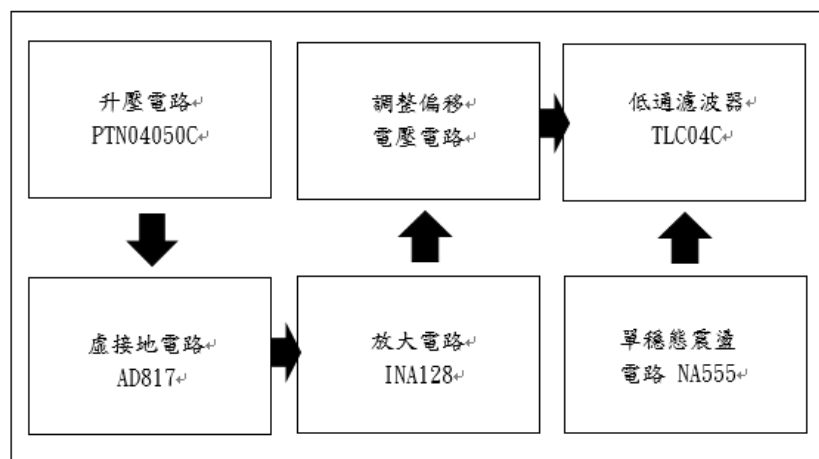 升壓電路
PTN04050C
調整偏移
電壓電路
低通濾波器
TLC04C
虛接地電路
AD817
放大電路
INA128
單穩態震盪
電路 NA555